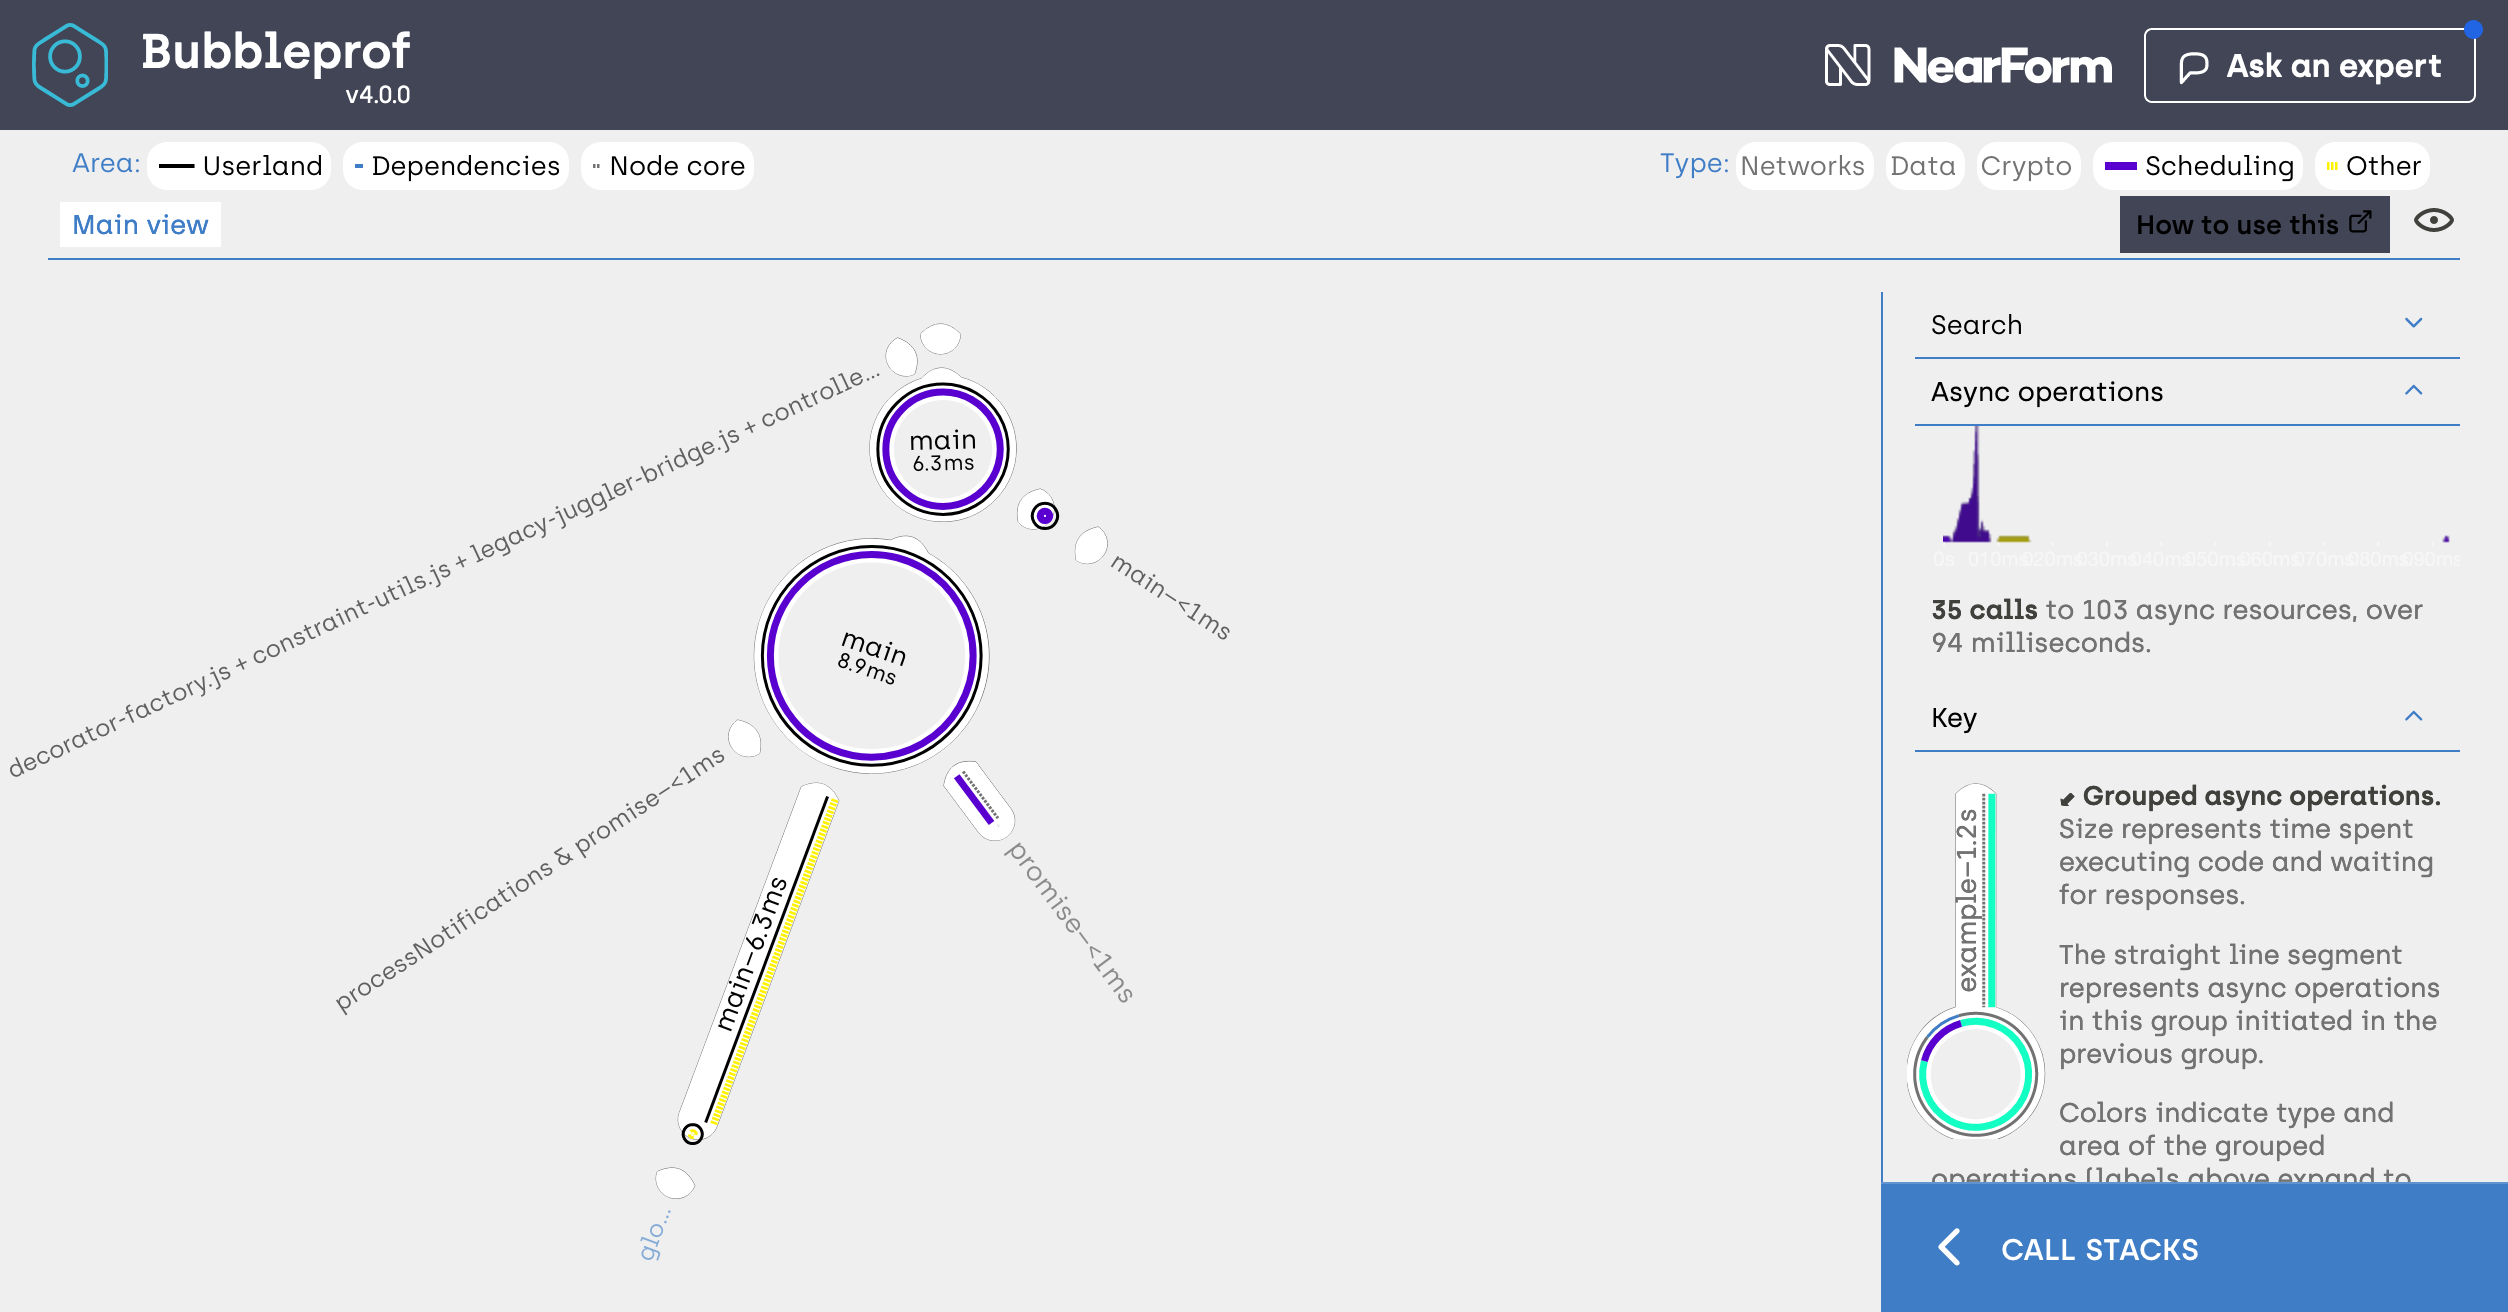 Bubbleprof
v4.0.0
NearForm
Ask an expert
Area: Userland Dependencies Node core
Type: Networks Data Crypto Scheduling Other
Main view
How to use this
decorator-factory.js + constraint-utils.js + legacy-juggler-bridge.js + controlle...
main
6.3ms
main—<1ms
main
8.9ms
processNotifications & promise—<1ms
main—6.3ms
promise—<1ms
glo...
Search
Async operations
0s 010ms 020ms 030ms 040ms 050ms 060ms 070ms 080ms 090ms
35 calls to 103 async resources, over
94 milliseconds.
Key
example—1.2s
Grouped async operations.
Size represents time spent
executing code and waiting
for responses.
The straight line segment
represents async operations
in this group initiated in the
previous group.
Colors indicate type and
area of the grouped
operations (labels above expand to
CALL STACKS